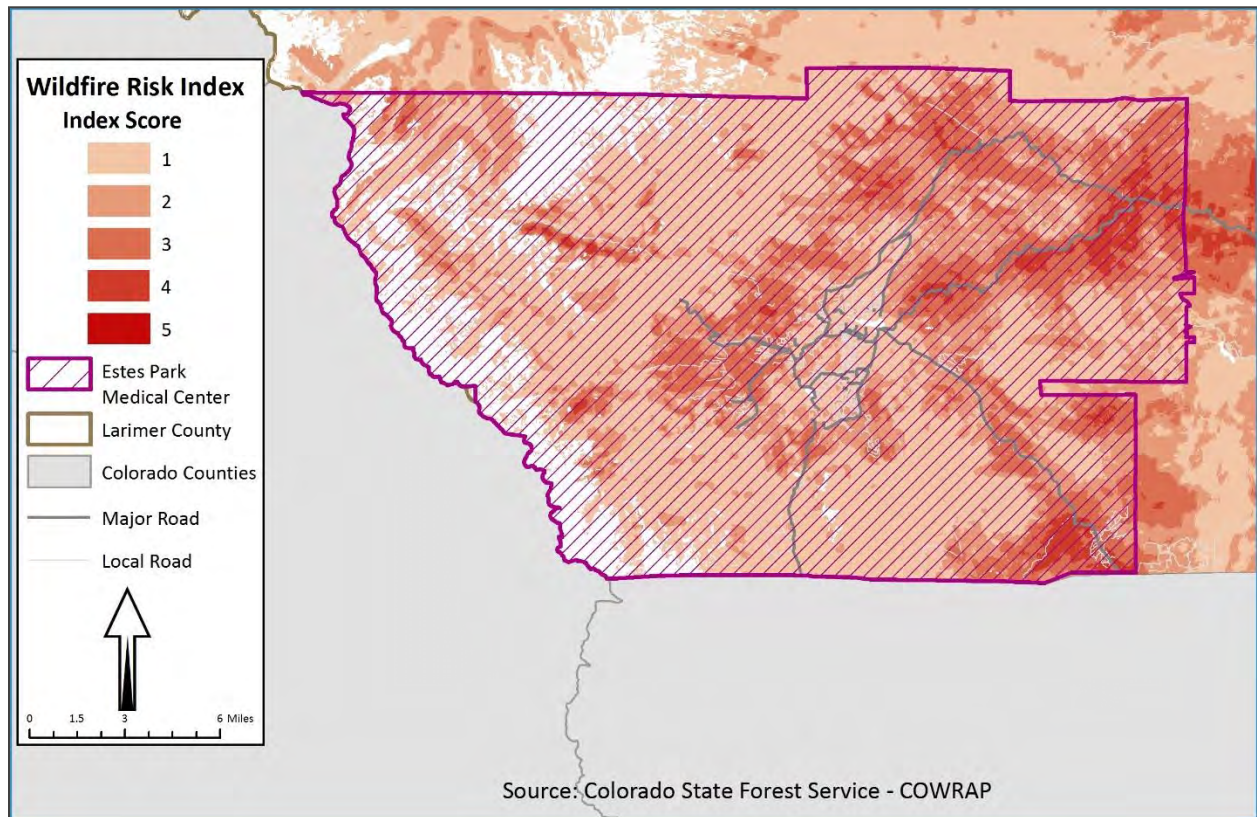 Wildfire Risk Index
Index Score
1
2
3
4
5
Estes Park
Medical Center
Larimer County
Colorado Counties
Major Road
Local Road
0 1.5 3 6 Miles
Source: Colorado State Forest Service - COWRAP